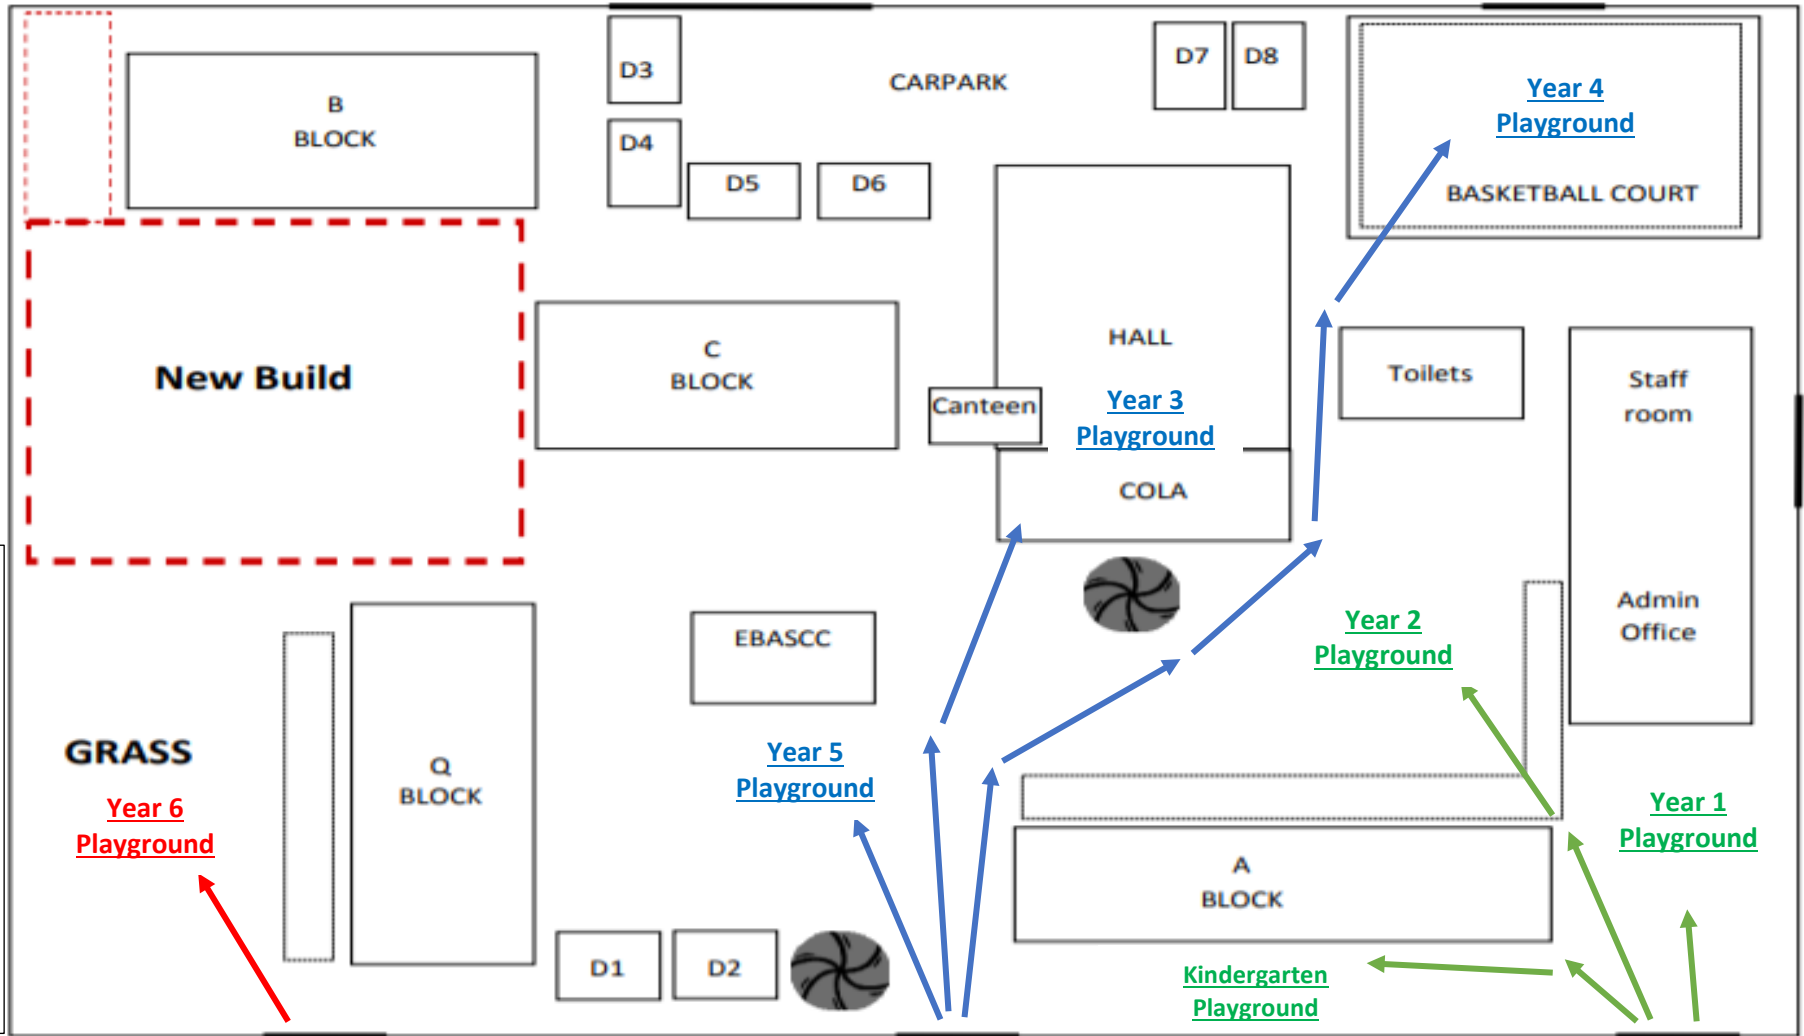 B
BLOCK
D3
D4
D5
D6
CARPARK
D7
D8
Year 4
Playground
BASKETBALL COURT
New Build
C
BLOCK
Canteen
HALL
Year 3
Playground
COLA
Toilets
Staff
room
Admin
Office
EBASCC
Year 2
Playground
GRASS
Year 6
Playground
Q
BLOCK
Year 5
Playground
Year 1
Playground
A
BLOCK
D1
D2
Kindergarten
Playground